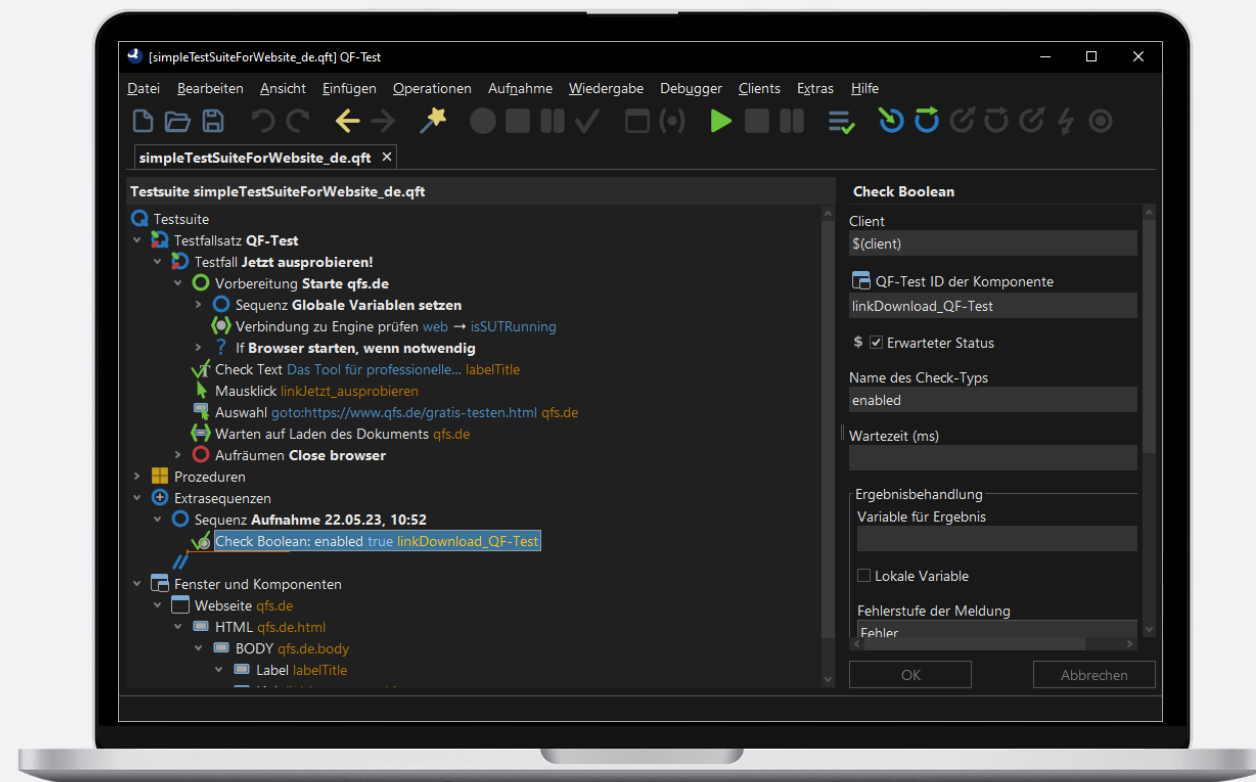 [simpleTestSuiteForWebsite_de.qft] QF-Test
Datei Bearbeiten Ansicht Einfügen Operationen Aufnahme Wiedergabe Debugger Clients Extras Hilfe
simpleTestSuiteForWebsite_de.qft
Testsuite simpleTestSuiteForWebsite_de.qft
Testsuite
Testfallsatz QF-Test
Testfall Jetzt ausprobieren!
Vorbereitung Starte qfs.de
Sequenz Globale Variablen setzen
Verbindung zu Engine prüfen web → isSUTRunning
If Browser starten, wenn notwendig
Check Text Das Tool für professionelle... labelTitle
Mausklick linkJetzt_ausprobieren
Auswahl goto:https://www.qfs.de/gratis-testen.html qfs.de
Warten auf Laden des Dokuments qfs.de
Aufräumen Close browser
Prozeduren
Extrasequenzen
Sequenz Aufnahme 22.05.23, 10:52
Check Boolean: enabled true linkDownload_QF-Test
Fenster und Komponenten
Webseite qfs.de
HTML qfs.de.html
BODY qfs.de.body
Label labelTitle
Check Boolean
Client
$(client)
QF-Test ID der Komponente
linkDownload_QF-Test
$ Erwarteter Status
Name des Check-Typs
enabled
Wartezeit (ms)
Ergebnisbehandlung
Variable für Ergebnis
Lokale Variable
Fehlerstufe der Meldung
Fehler
OK Abbrechen